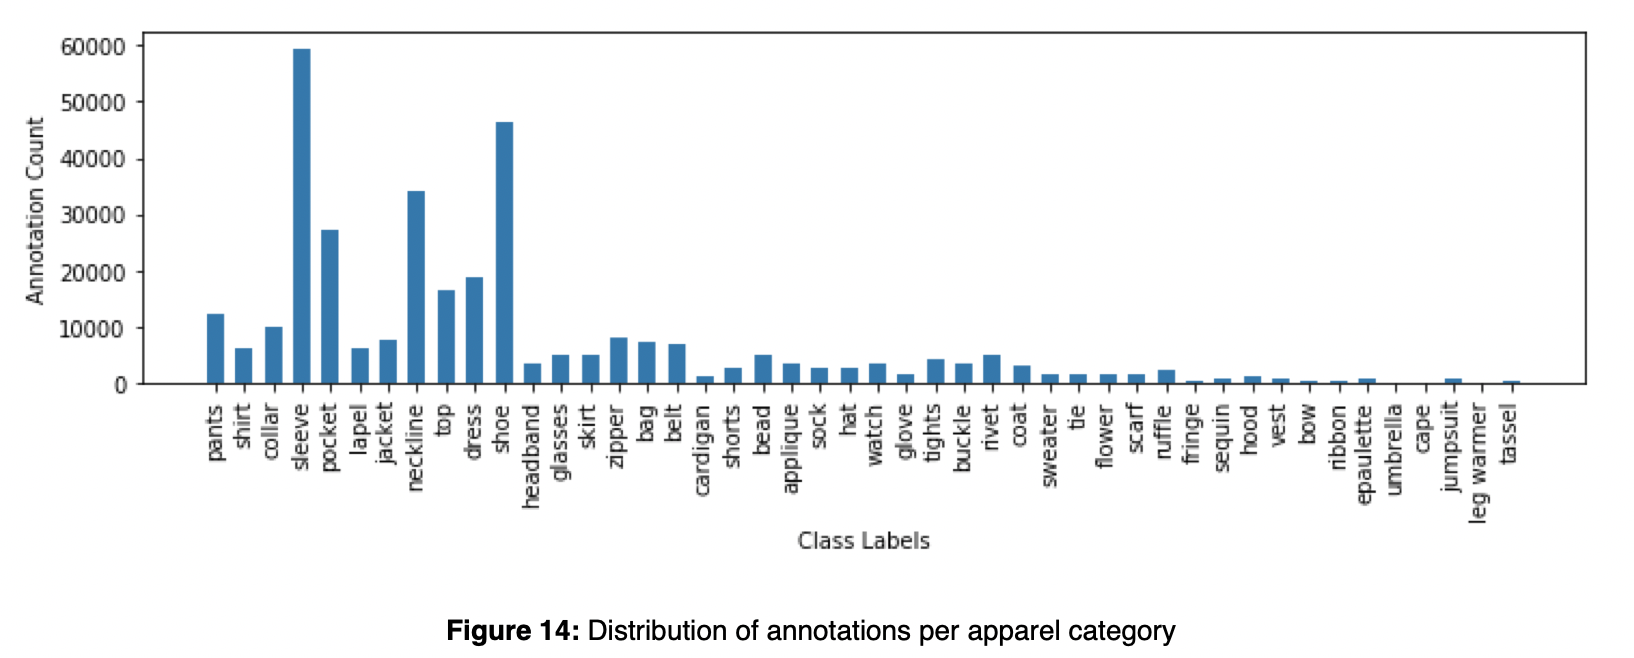 60000
50000
40000
30000
20000
10000
0
Annotation Count
pants
shirt
collar
sleeve
pocket
lapel
jacket
neckline
top
dress
shoe
headband
glasses
skirt
zipper
bag
belt
cardigan
shorts
bead
applique
sock
hat
watch
glove
tights
buckle
rivet
coat
sweater
tie
flower
scarf
ruffle
fringe
sequin
hood
vest
bow
ribbon
epaulette
umbrella
cape
jumpsuit
leg warmer
tassel
Class Labels
Figure 14: Distribution of annotations per apparel category